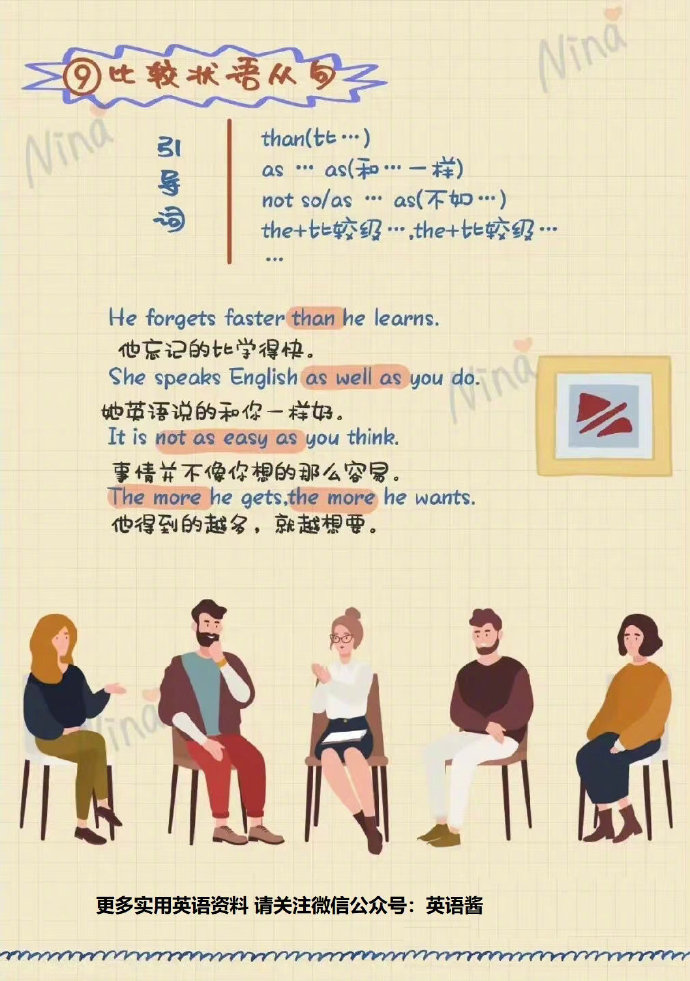 Nina
⑨比较状语从句
Nina
引导词
than(比…)
as … as(和…一样)
not so/as … as(不如…)
the+比较级…,the+比较级…
…
He forgets faster than he learns.
他忘记的比学得快。
She speaks English as well as you do.
Nina
她英语说的和你一样好。
It is not as easy as you think.
事情并不像你想的那么容易。
The more he gets,the more he wants.
他得到的越多，就越想要。
Nina
更多实用英语资料 请关注微信公众号：英语酱